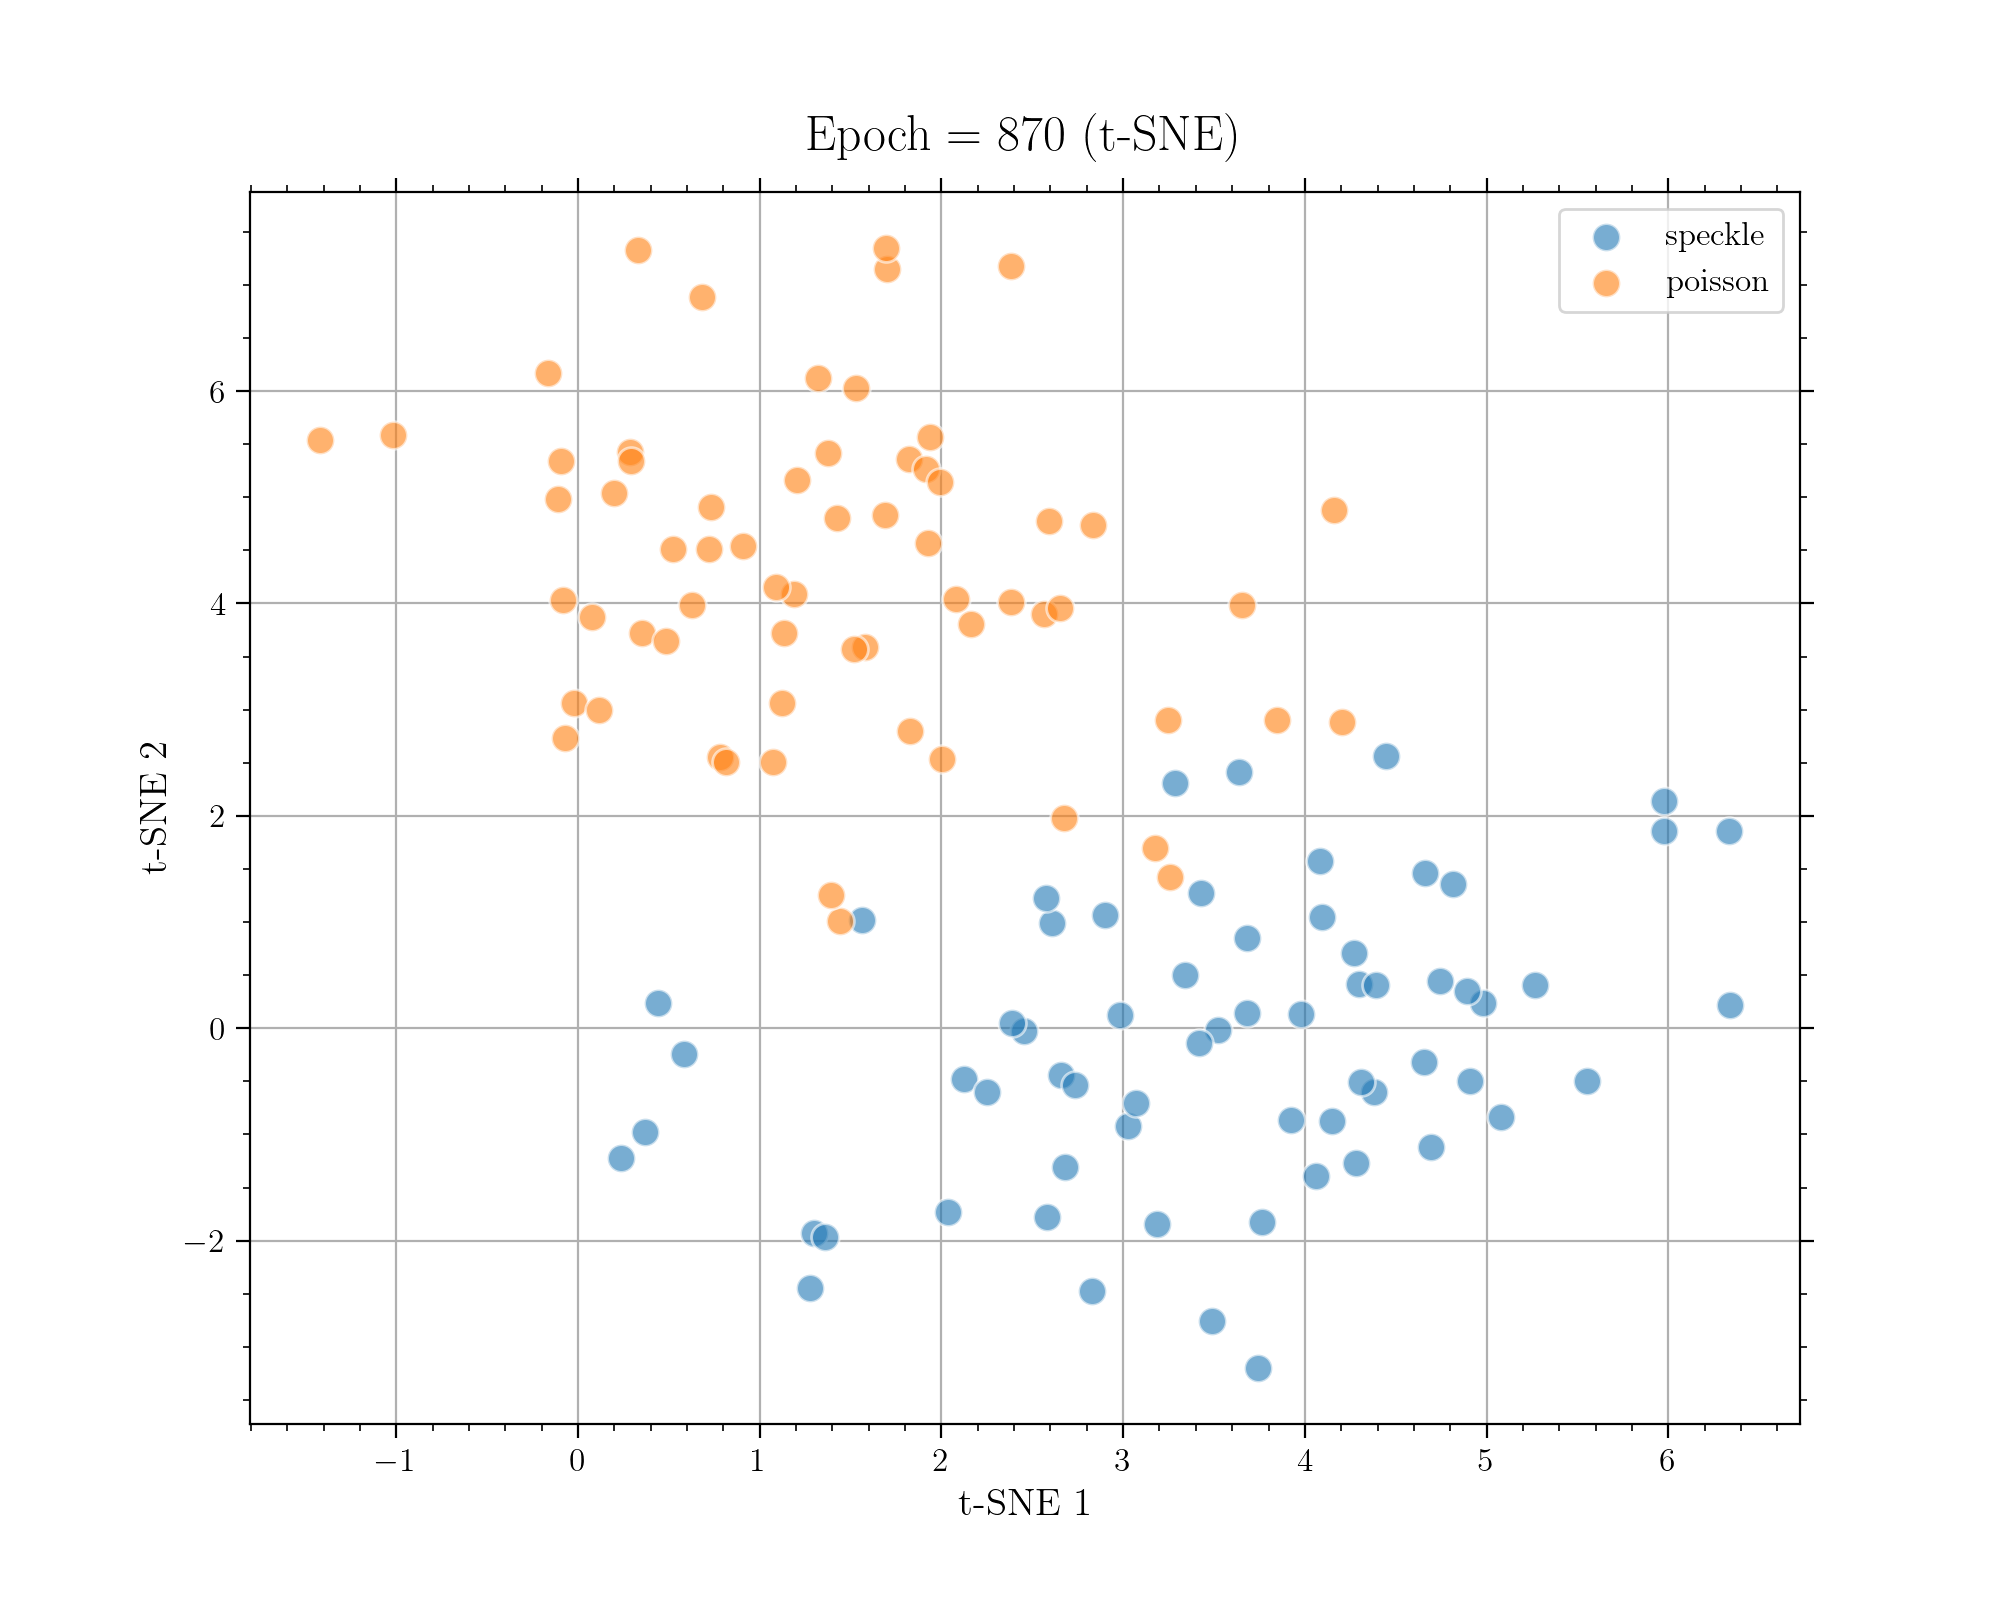 Epoch = 870 (t-SNE)
speckle
poisson
6
4
2
0
−2
t-SNE 2
−1 0 1 2 3 4 5 6
t-SNE 1